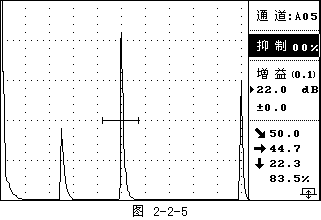 通道:A05
抑制 00%
增益(0.1)
▸22.0 dB
±0.0
↘50.0
→44.7
↓22.3
83.5%
图 2-2-5